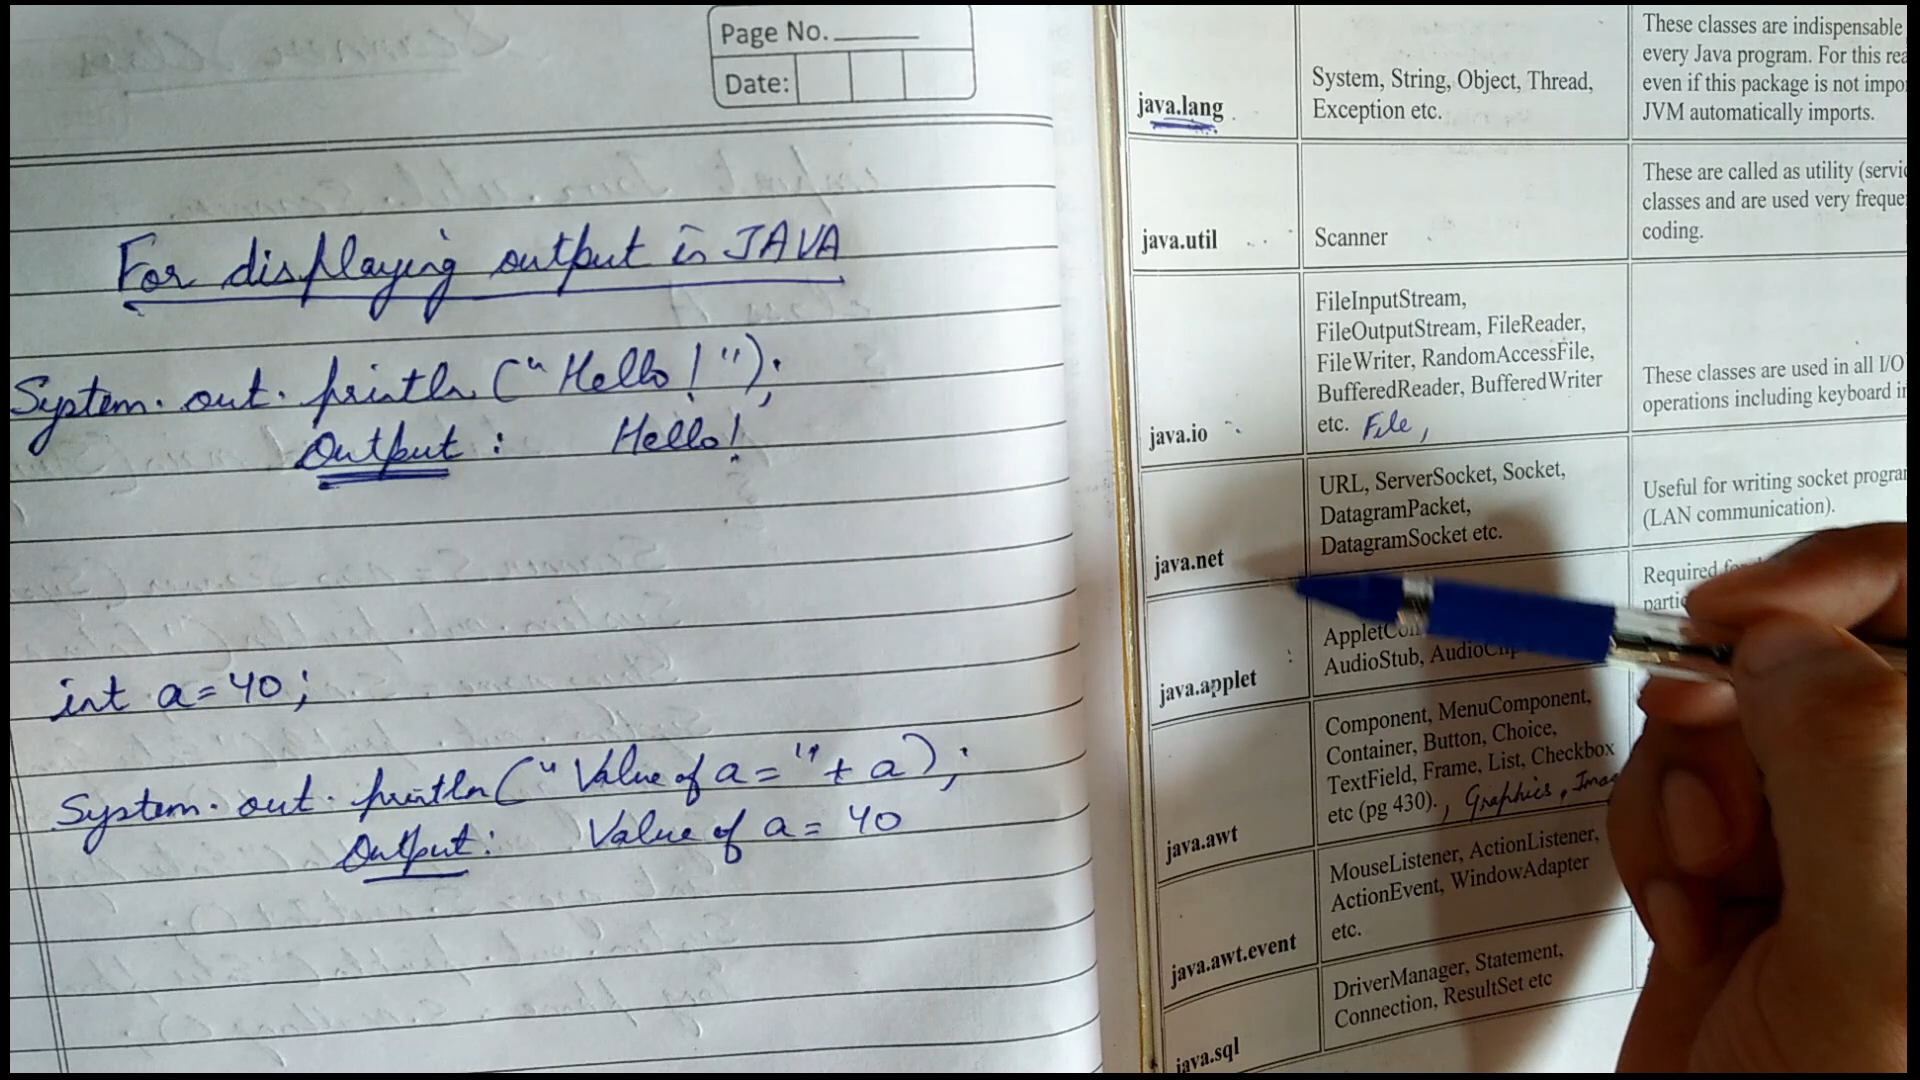 Page No.
Date:
For displaying output in JAVA
System.out.println("Hello!");
Output: Hello!
int a=40;
System.out.println("Value of a="+a);
Output: Value of a= 40
java.lang
System, String, Object, Thread,
Exception etc.
These classes are indispensable
every Java program. For this
even if this package is not
JVM automatically imports.
java.util
Scanner
These are called as utility
classes and are used very
coding.
java.io
FileInputStream,
FileOutputStream, FileReader,
FileWriter, RandomAccessFile,
BufferedReader, BufferedWriter
etc. File,
These classes are used in all I/O
operations including keyboard
java.net
URL, ServerSocket, Socket,
DatagramPacket,
DatagramSocket etc.
Useful for writing socket
(LAN communication).
java.applet
AudioStub,
Required
java.awt
Component, MenuComponent,
Container, Button, Choice,
TextField, Frame, List, Checkbox
etc (pg 430)., Graphics,
java.awt.event
MouseListener, ActionListener,
ActionEvent, WindowAdapter
etc.
java.sql
DriverManager, Statement,
Connection, ResultSet etc